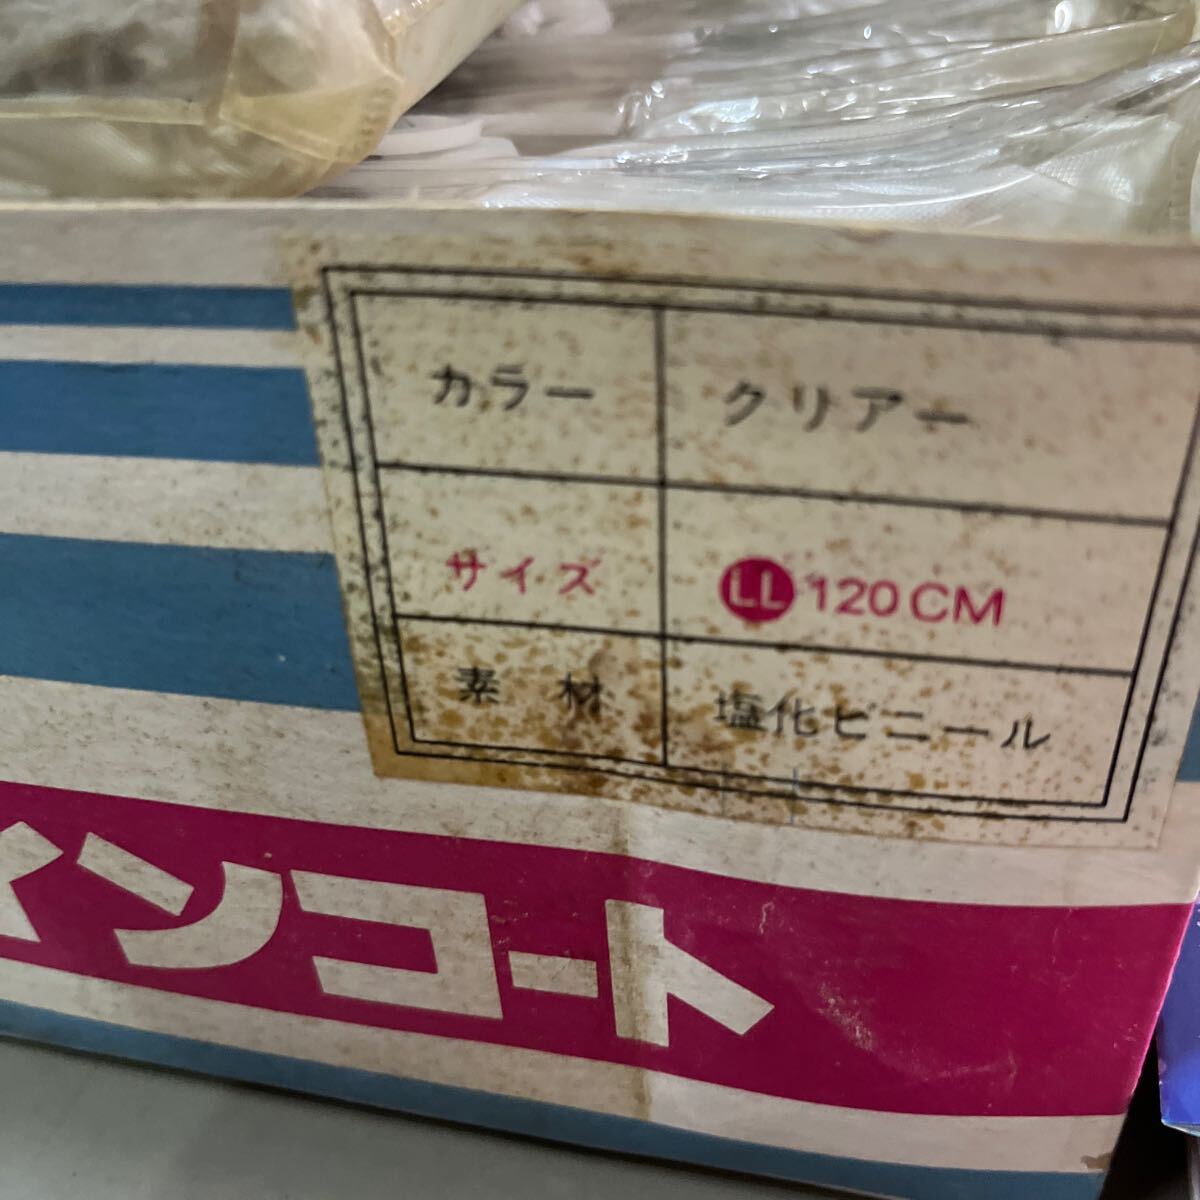 カラー クリアー
サイズ LL 120CM
素材 塩化ビニール
インコート